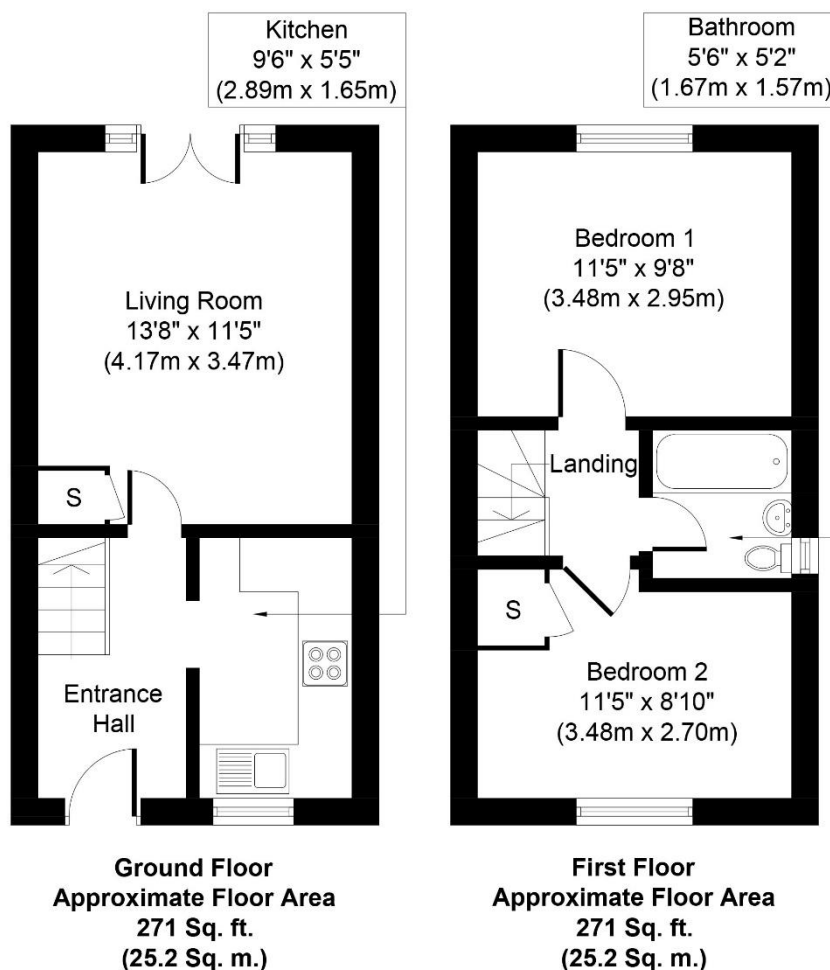 Kitchen
9'6" x 5'5"
(2.89m x 1.65m)
Living Room
13'8" x 11'5"
(4.17m x 3.47m)
S
Entrance
Hall
Ground Floor
Approximate Floor Area
271 Sq. ft.
(25.2 Sq. m.)
Bathroom
5'6" x 5'2"
(1.67m x 1.57m)
Bedroom 1
11'5" x 9'8"
(3.48m x 2.95m)
Landing
S
Bedroom 2
11'5" x 8'10"
(3.48m x 2.70m)
First Floor
Approximate Floor Area
271 Sq. ft.
(25.2 Sq. m.)